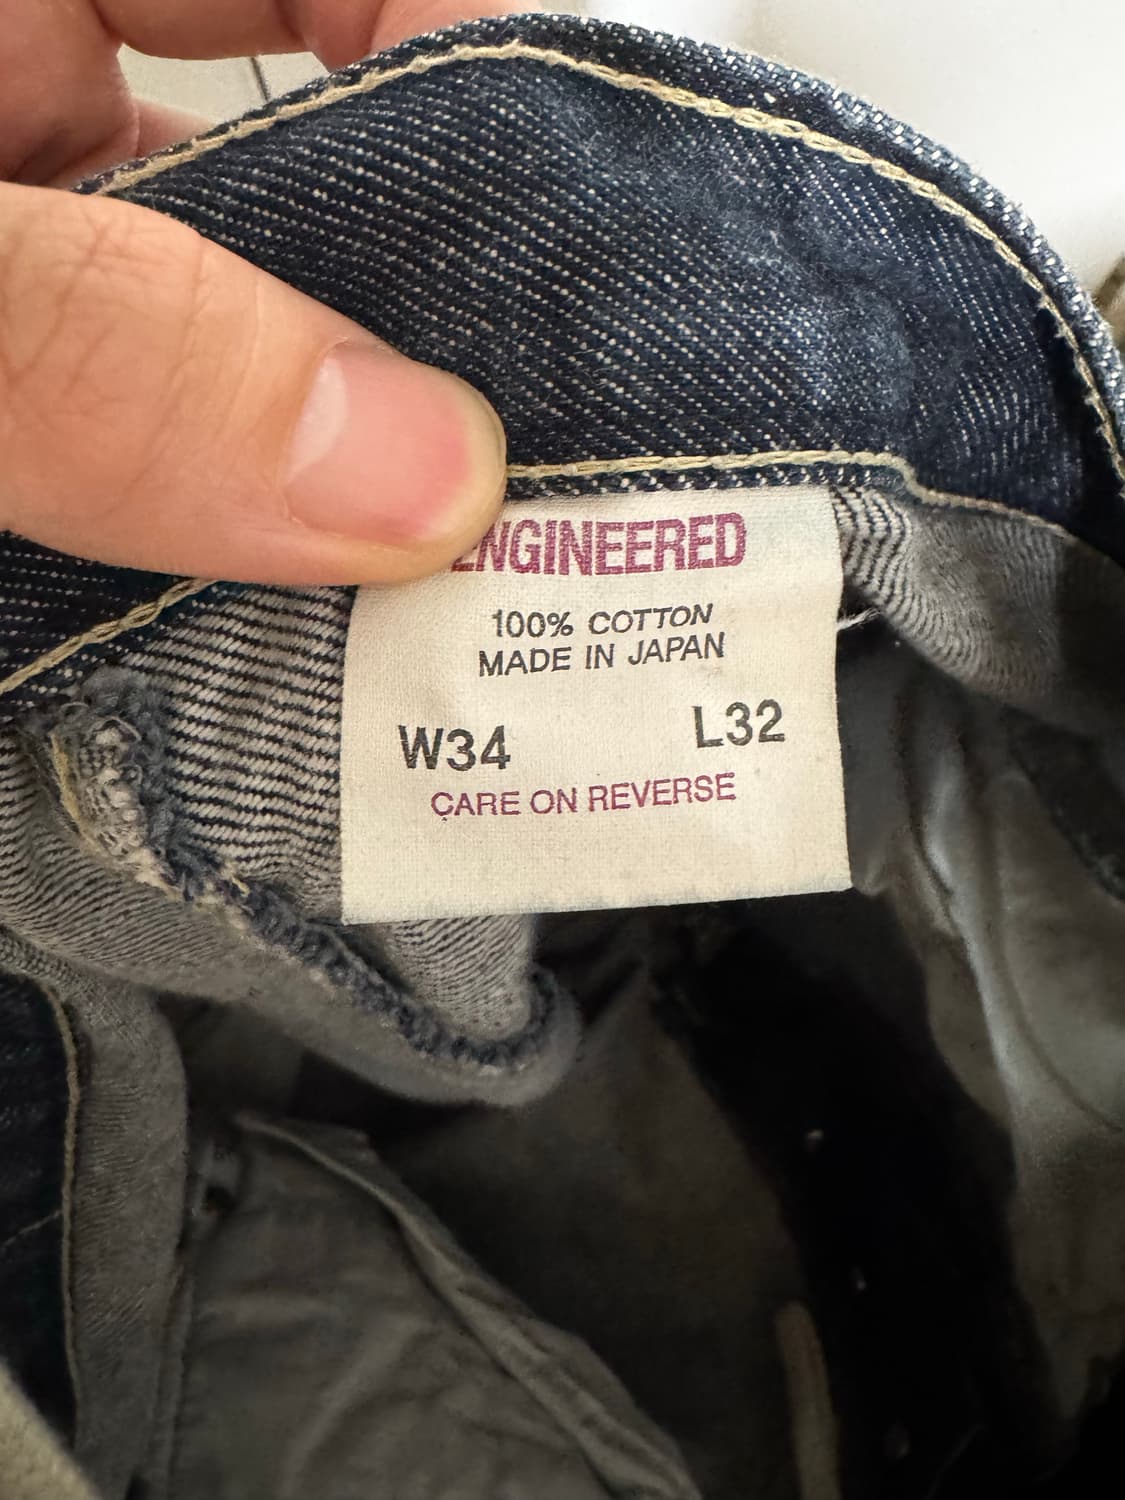 ENGINEERED
100% COTTON
MADE IN JAPAN
W34 L32
CARE ON REVERSE